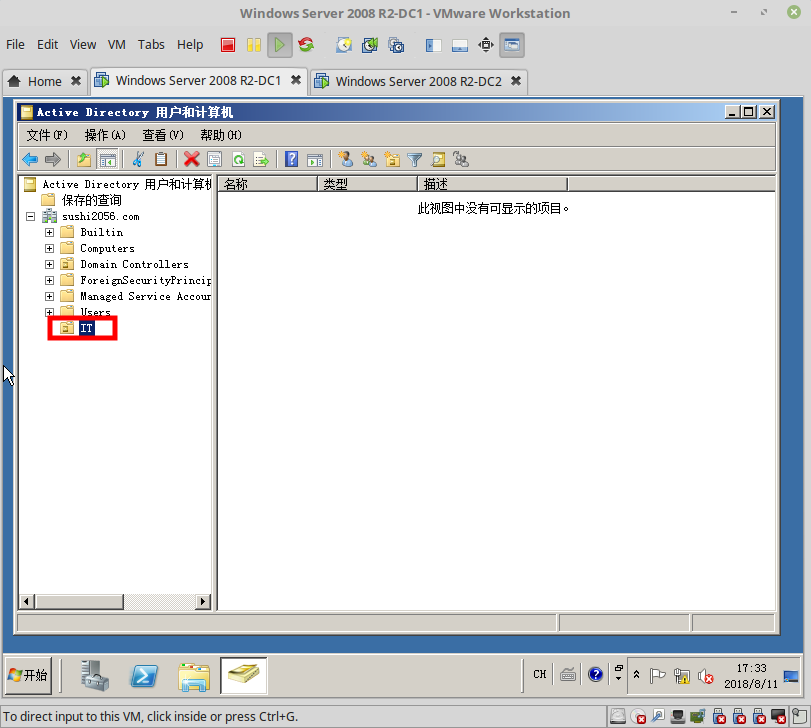 Windows Server 2008 R2-DC1 - VMware Workstation
File Edit View VM Tabs Help
Home Windows Server 2008 R2-DC1 Windows Server 2008 R2-DC2
Active Directory 用户和计算机
文件(F) 操作(A) 查看(V) 帮助(H)
Active Directory 用户和计算机
名称 类型 描述
保存的查询
此视图中没有可显示的项目。
sushi2056.com
Builtin
Computers
Domain Controllers
ForeignSecurityPrincip
Managed Service Accour
Users
IT
开始
CH
17:33
2018/8/11
To direct input to this VM, click inside or press Ctrl+G.